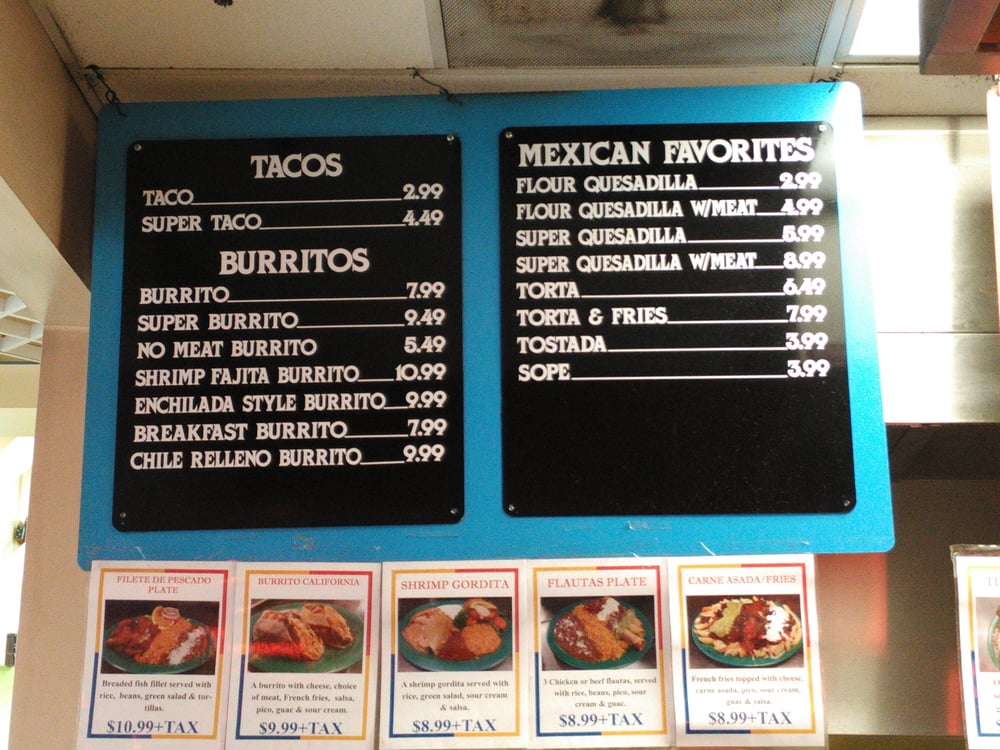 TACOS
TACO 2.99
SUPER TACO 4.49
BURRITOS
BURRITO 7.99
SUPER BURRITO 9.49
NO MEAT BURRITO 5.49
SHRIMP FAJITA BURRITO 10.99
ENCHILADA STYLE BURRITO 9.99
BREAKFAST BURRITO 7.99
CHILE RELLENO BURRITO 9.99
MEXICAN FAVORITES
FLOUR QUESADILLA 2.99
FLOUR QUESADILLA W/MEAT 4.99
SUPER QUESADILLA 5.99
SUPER QUESADILLA W/MEAT 8.99
TORTA 6.49
TORTA & FRIES 7.99
TOSTADA 3.99
SOPE 3.99
FILETE DE PESCADO
PLATE
Breaded fish fillet served with
rice, beans, green salad & tor-
tillas.
$10.99+TAX
BURRITO CALIFORNIA
A burrito with cheese, choice
of meat, French fries, salsa,
pico, guac & sour cream.
$9.99+TAX
SHRIMP GORDITA
A shrimp gordita served with
rice, green salad, sour cream
& salsa.
$8.99+TAX
FLAUTAS PLATE
3 Chicken or beef flautas, served
with rice, beans, pico, sour
cream & guac.
$8.99+TAX
CARNE ASADA/FRIES
French fries topped with cheese,
carne asada, pico, sour cream,
guac & salsa.
$8.99+TAX